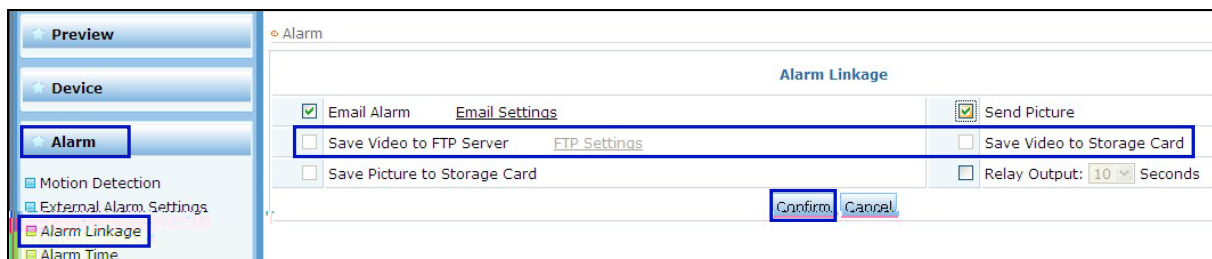 Preview
Device
Alarm
Motion Detection
External Alarm Settings
Alarm Linkage
Alarm Time
Alarm
Alarm Linkage
Email Alarm Email Settings Send Picture
Save Video to FTP Server FTP Settings Save Video to Storage Card
Save Picture to Storage Card Relay Output: 10 Seconds
Confirm Cancel